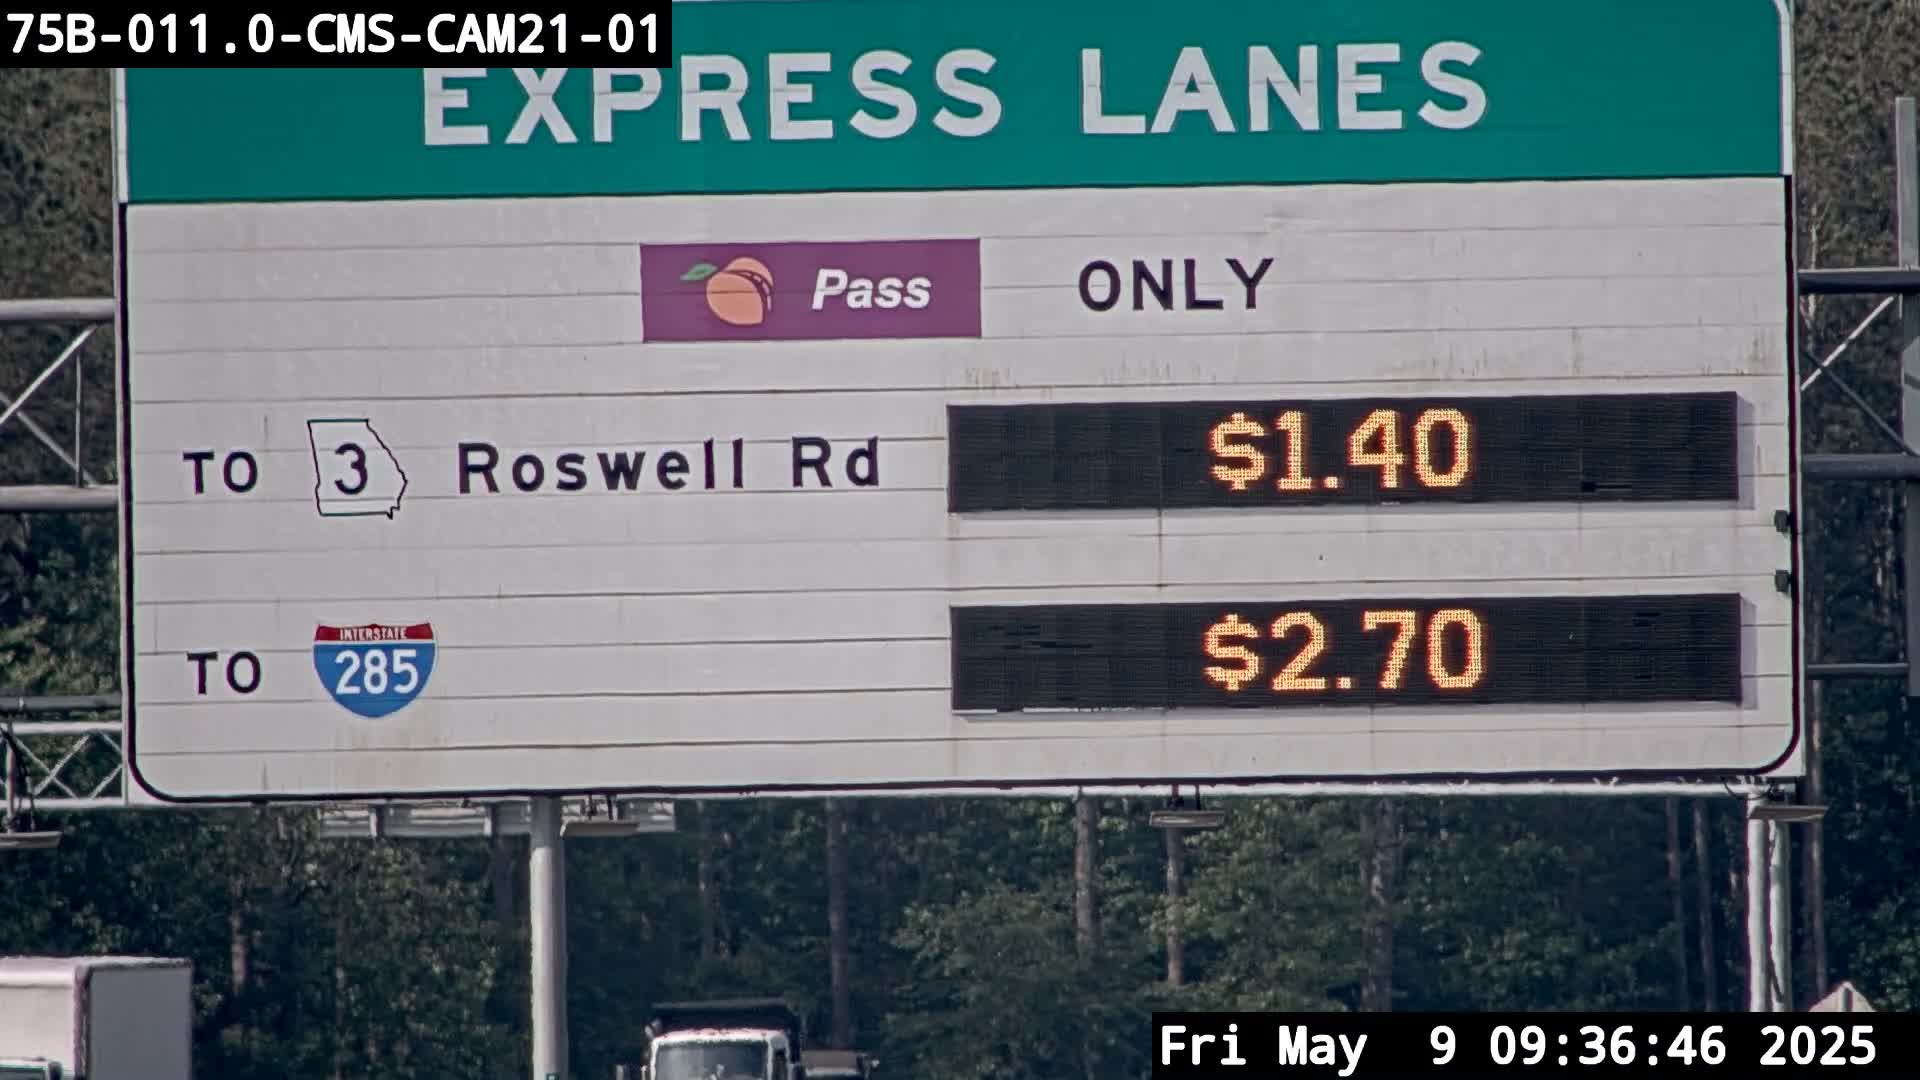 75B-011.0-CMS-CAM21-01
EXPRESS LANES
Pass ONLY
TO 3 Roswell Rd $1.40
INTERSTATE
TO 285 $2.70
Fri May 9 09:36:46 2025